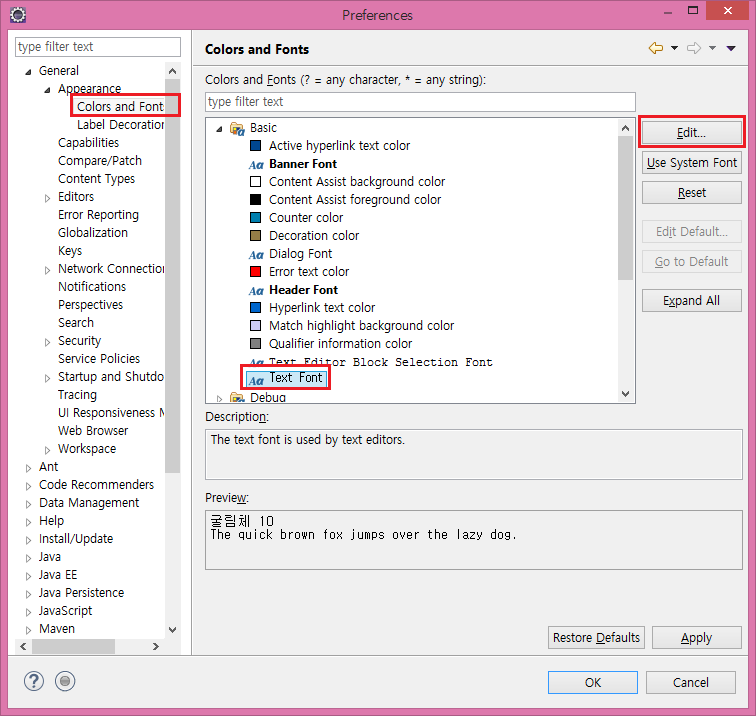 Preferences
type filter text
General
Appearance
Colors and Font
Label Decoration
Capabilities
Compare/Patch
Content Types
Editors
Error Reporting
Globalization
Keys
Network Connection
Notifications
Perspectives
Search
Security
Service Policies
Startup and Shutdo
Tracing
UI Responsiveness M
Web Browser
Workspace
Ant
Code Recommenders
Data Management
Help
Install/Update
Java
Java EE
Java Persistence
JavaScript
Maven
Colors and Fonts
Colors and Fonts (? = any character, * = any string):
type filter text
Basic
Active hyperlink text color
Aa Banner Font
Content Assist background color
Content Assist foreground color
Counter color
Decoration color
Aa Dialog Font
Error text color
Aa Header Font
Hyperlink text color
Match highlight background color
Qualifier information color
Aa Text Editor Block Selection Font
Aa Text Font
Debug
Edit...
Use System Font
Reset
Edit Default...
Go to Default
Expand All
Description:
The text font is used by text editors.
Preview:
굴림체 10
The quick brown fox jumps over the lazy dog.
Restore Defaults
Apply
?
OK
Cancel